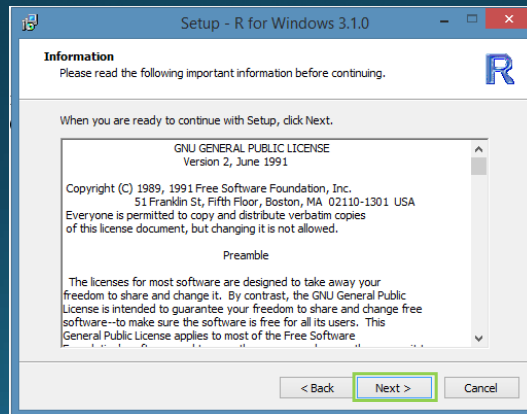 Setup - R for Windows 3.1.0
Information
Please read the following important information before continuing.
R
When you are ready to continue with Setup, click Next.
GNU GENERAL PUBLIC LICENSE
Version 2, June 1991
Copyright (C) 1989, 1991 Free Software Foundation, Inc.
51 Franklin St, Fifth Floor, Boston, MA 02110-1301 USA
Everyone is permitted to copy and distribute verbatim copies
of this license document, but changing it is not allowed.
Preamble
The licenses for most software are designed to take away your
freedom to share and change it. By contrast, the GNU General Public
License is intended to guarantee your freedom to share and change free
software--to make sure the software is free for all its users. This
General Public License applies to most of the Free Software
< Back
Next >
Cancel